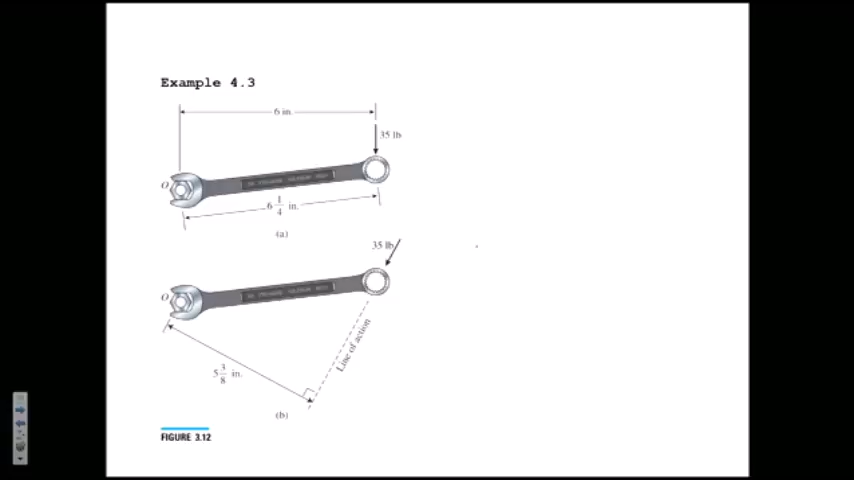 Example 4.3
6 in.
35 lb
O
6 1/4 in.
(a)
35 lb
O
Line of action
5 3/8 in.
(b)
FIGURE 3.12